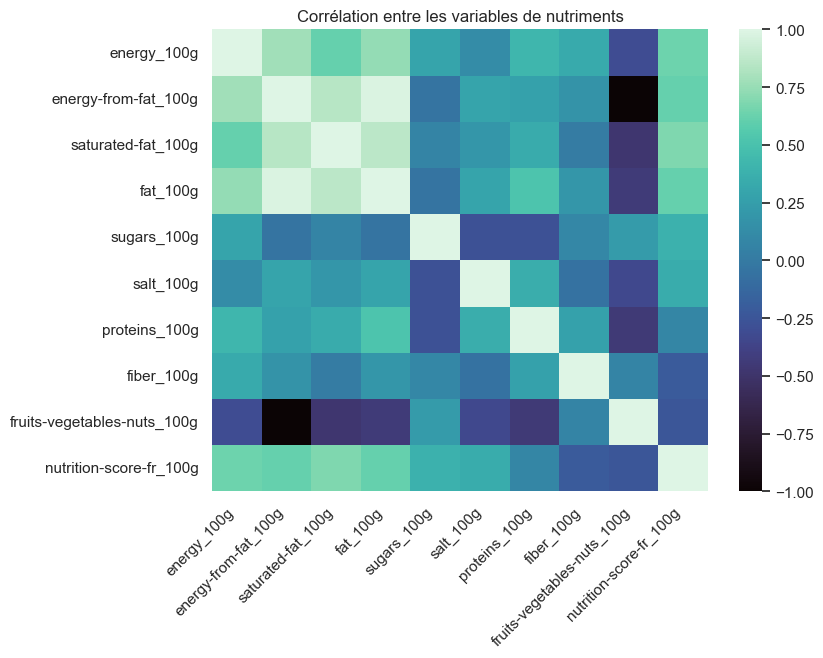 Corrélation entre les variables de nutriments
energy_100g
energy-from-fat_100g
saturated-fat_100g
fat_100g
sugars_100g
salt_100g
proteins_100g
fiber_100g
fruits-vegetables-nuts_100g
nutrition-score-fr_100g
energy_100g
energy-from-fat_100g
saturated-fat_100g
fat_100g
sugars_100g
salt_100g
proteins_100g
fiber_100g
fruits-vegetables-nuts_100g
nutrition-score-fr_100g
1.00
0.75
0.50
0.25
0.00
−0.25
−0.50
−0.75
−1.00